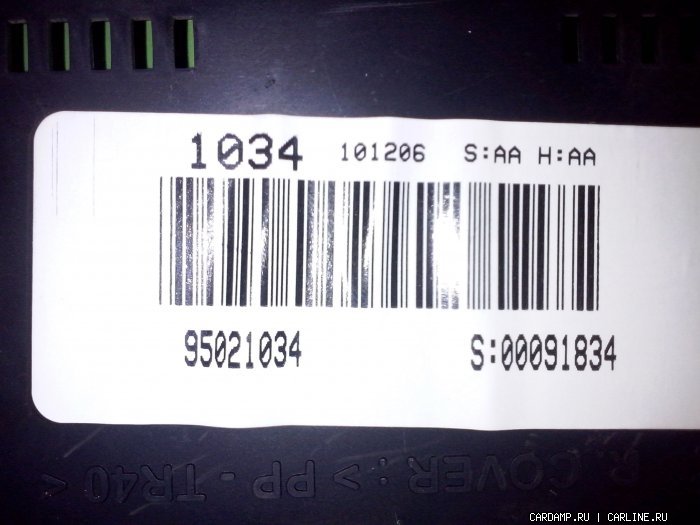 1034 101206 S:AA H:AA
95021034 S:00091834
R. COVER : >PP - TR40<
CARDAMP.RU | CARLINE.RU